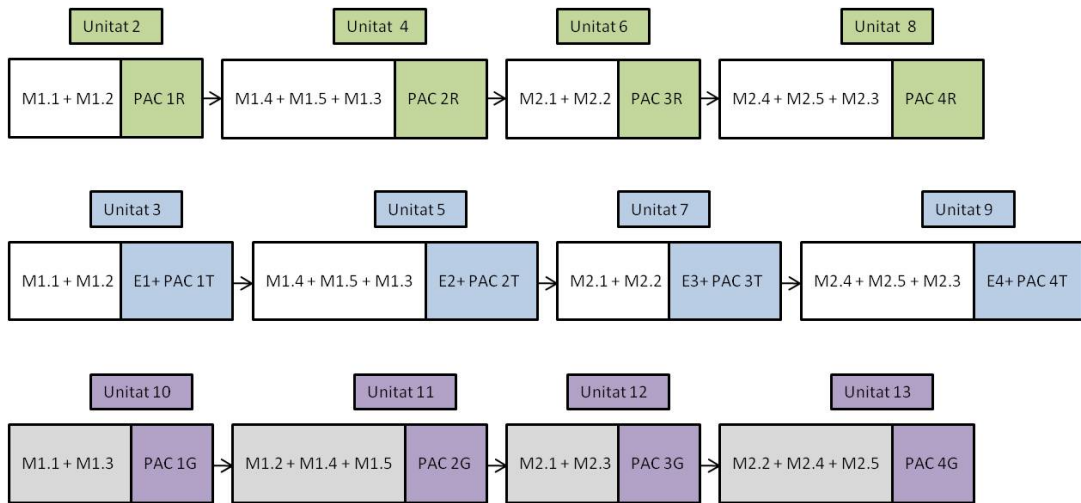 Unitat 2 Unitat 4 Unitat 6 Unitat 8
M1.1 + M1.2 PAC 1R M1.4 + M1.5 + M1.3 PAC 2R M2.1 + M2.2 PAC 3R M2.4 + M2.5 + M2.3 PAC 4R
Unitat 3 Unitat 5 Unitat 7 Unitat 9
M1.1 + M1.2 E1+ PAC 1T M1.4 + M1.5 + M1.3 E2+ PAC 2T M2.1 + M2.2 E3+ PAC 3T M2.4 + M2.5 + M2.3 E4+ PAC 4T
Unitat 10 Unitat 11 Unitat 12 Unitat 13
M1.1 + M1.3 PAC 1G M1.2 + M1.4 + M1.5 PAC 2G M2.1 + M2.3 PAC 3G M2.2 + M2.4 + M2.5 PAC 4G